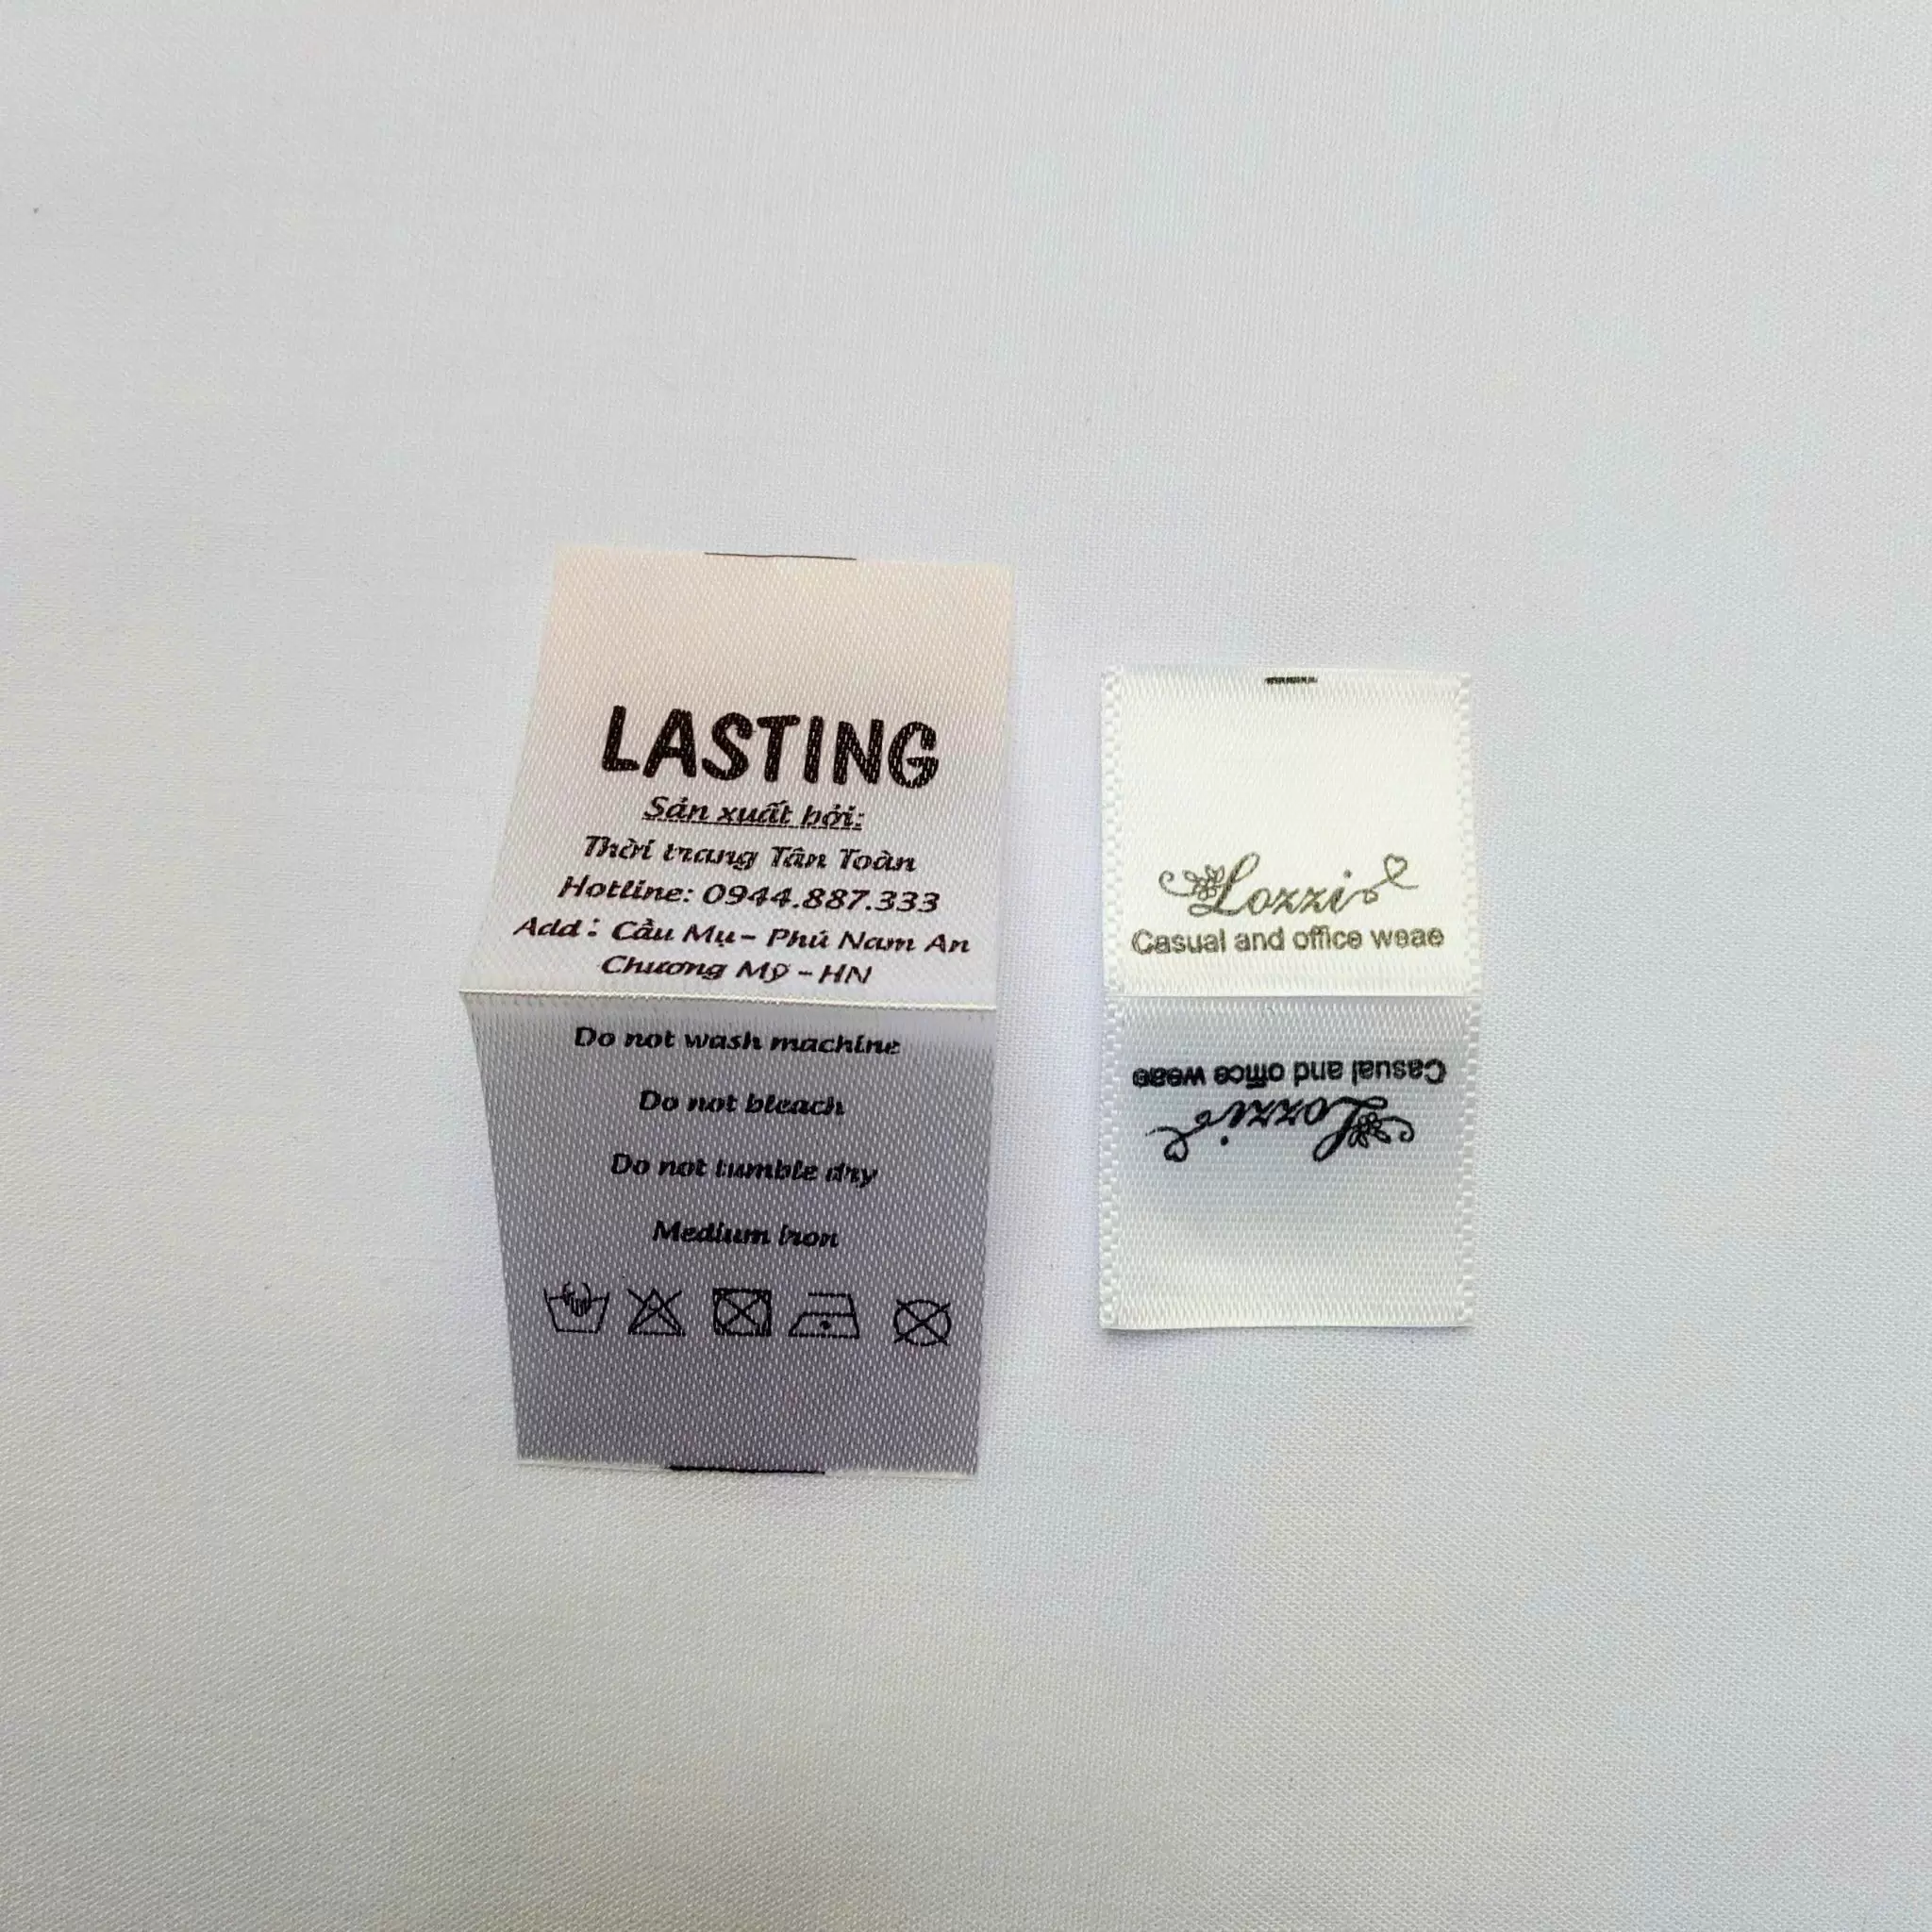 LASTING
Sản xuất bởi:
Thời trang Tân Toàn
Hotline: 0944.887.333
Add : Cầu Mụ - Phú Nam An
Chương Mỹ - HN
Do not wash machine
Do not bleach
Do not tumble dry
Medium iron
Lozzi
Casual and office weae
Casual and office weae
Lozzi